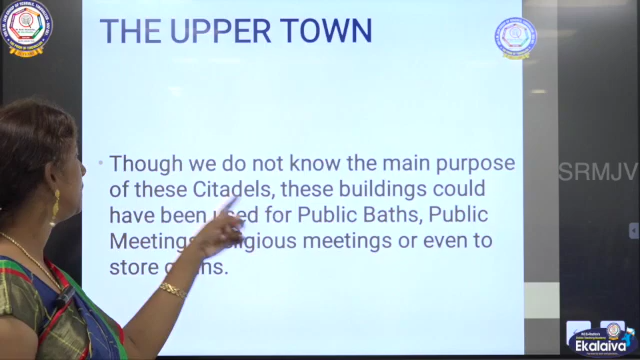 THE UPPER TOWN
Though we do not know the main purpose
of these Citadels, these buildings could
have been used for Public Baths, Public
Meetings, religious meetings or even to
store grains.
SRMJV
Ekalaiva